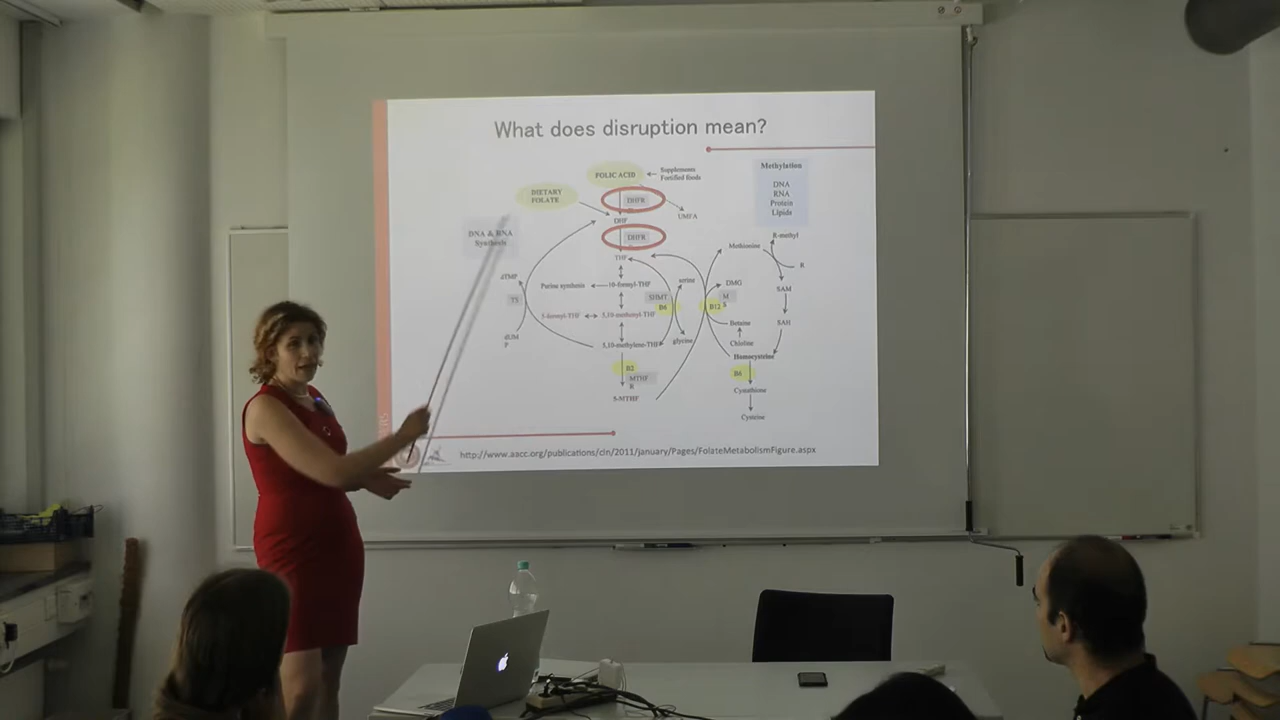 What does disruption mean?
FOLIC ACID
Supplements
Fortified foods
Methylation
DNA
RNA
Protein
Lipids
DIETARY
FOLATE
DHFR
UMFA
DHF
DNA & RNA
Synthesis
DHFR
R-methyl
Methionine
THF
R
dTMP
Purine synthesis
10-formyl-THF
serine
DMG
SAM
TS
SHMT
B6
M
S
B12
5-formyl-THF
5,10-methenyl-THF
Betaine
SAH
dUM
P
5,10-methylene-THF
glycine
Choline
Homocysteine
B2
MTHF
R
B6
Cystathione
5-MTHF
Cysteine
http://www.aacc.org/publications/cln/2011/january/Pages/FolateMetabolismFigure.aspx